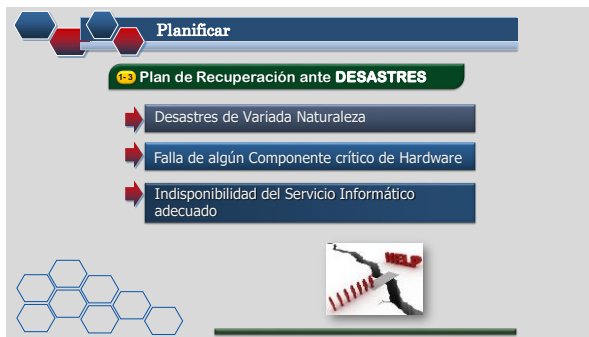 Planificar
1-3 Plan de Recuperación ante DESASTRES
Desastres de Variada Naturaleza
Falla de algún Componente crítico de Hardware
Indisponibilidad del Servicio Informático
adecuado
HELP